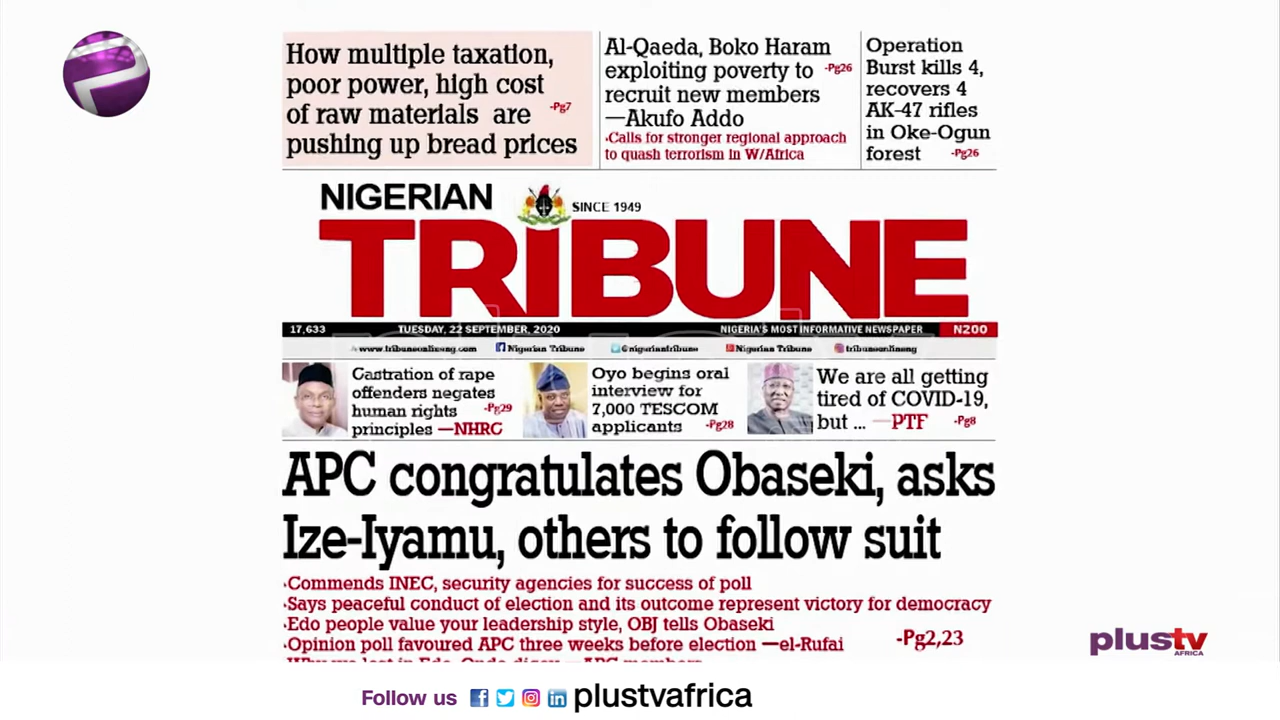 How multiple taxation,
poor power, high cost
of raw materials are -Pg7
pushing up bread prices
Al-Qaeda, Boko Haram
exploiting poverty to -Pg26
recruit new members
—Akufo Addo
•Calls for stronger regional approach
to quash terrorism in W/Africa
Operation
Burst kills 4,
recovers 4
AK-47 rifles
in Oke-Ogun
forest -Pg26
NIGERIAN
SINCE 1949
TRIBUNE
17,633 TUESDAY, 22 SEPTEMBER, 2020 NIGERIA'S MOST INFORMATIVE NEWSPAPER N200
www.tribuneonlineng.com Nigerian Tribune @nigeriantribune Nigerian Tribune tribuneonlineng
Castration of rape
offenders negates
human rights -Pg29
principles —NHRC
Oyo begins oral
interview for
7,000 TESCOM
applicants -Pg28
We are all getting
tired of COVID-19,
but ... —PTF -Pg8
APC congratulates Obaseki, asks
Ize-Iyamu, others to follow suit
•Commends INEC, security agencies for success of poll
•Says peaceful conduct of election and its outcome represent victory for democracy
•Edo people value your leadership style, OBJ tells Obaseki
•Opinion poll favoured APC three weeks before election —el-Rufai
-Pg2,23
plustv
AFRICA
Follow us plustvafrica